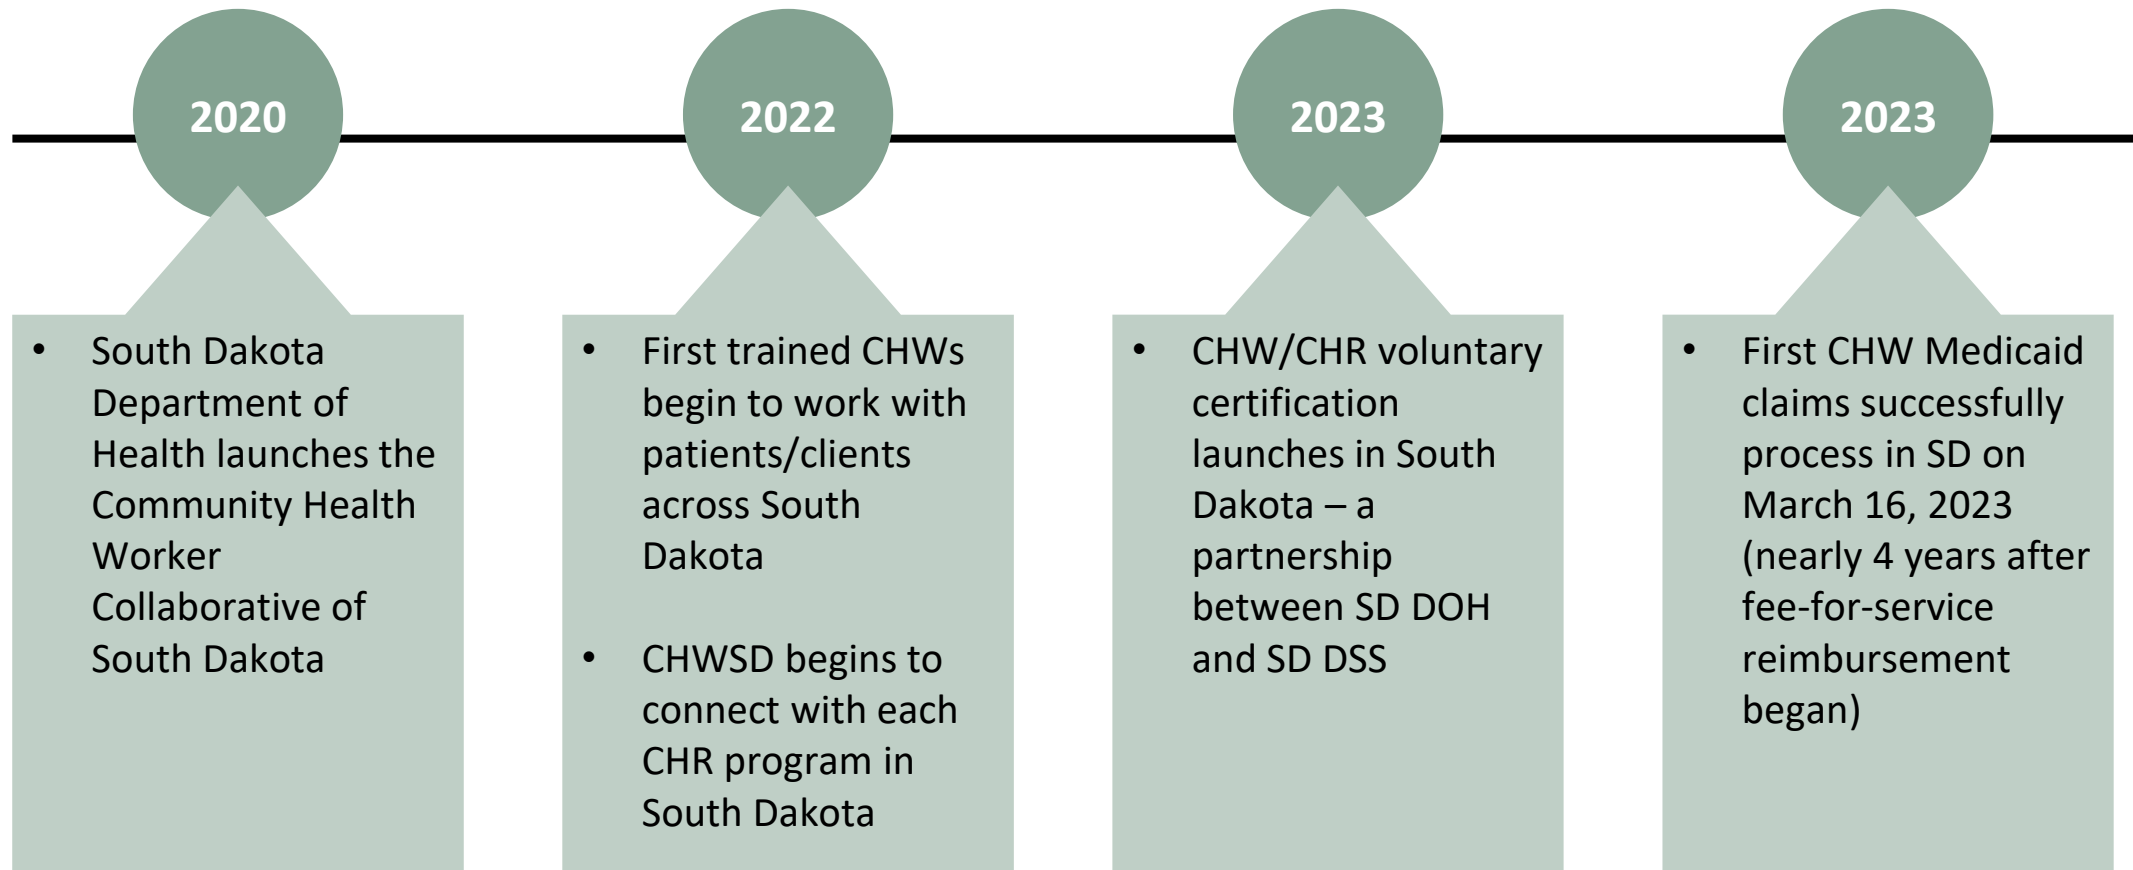 2020
2022
2023
2023
• South Dakota
Department of
Health launches the
Community Health
Worker
Collaborative of
South Dakota
• First trained CHWs
begin to work with
patients/clients
across South
Dakota
• CHWSD begins to
connect with each
CHR program in
South Dakota
• CHW/CHR voluntary
certification
launches in South
Dakota – a
partnership
between SD DOH
and SD DSS
• First CHW Medicaid
claims successfully
process in SD on
March 16, 2023
(nearly 4 years after
fee-for-service
reimbursement
began)